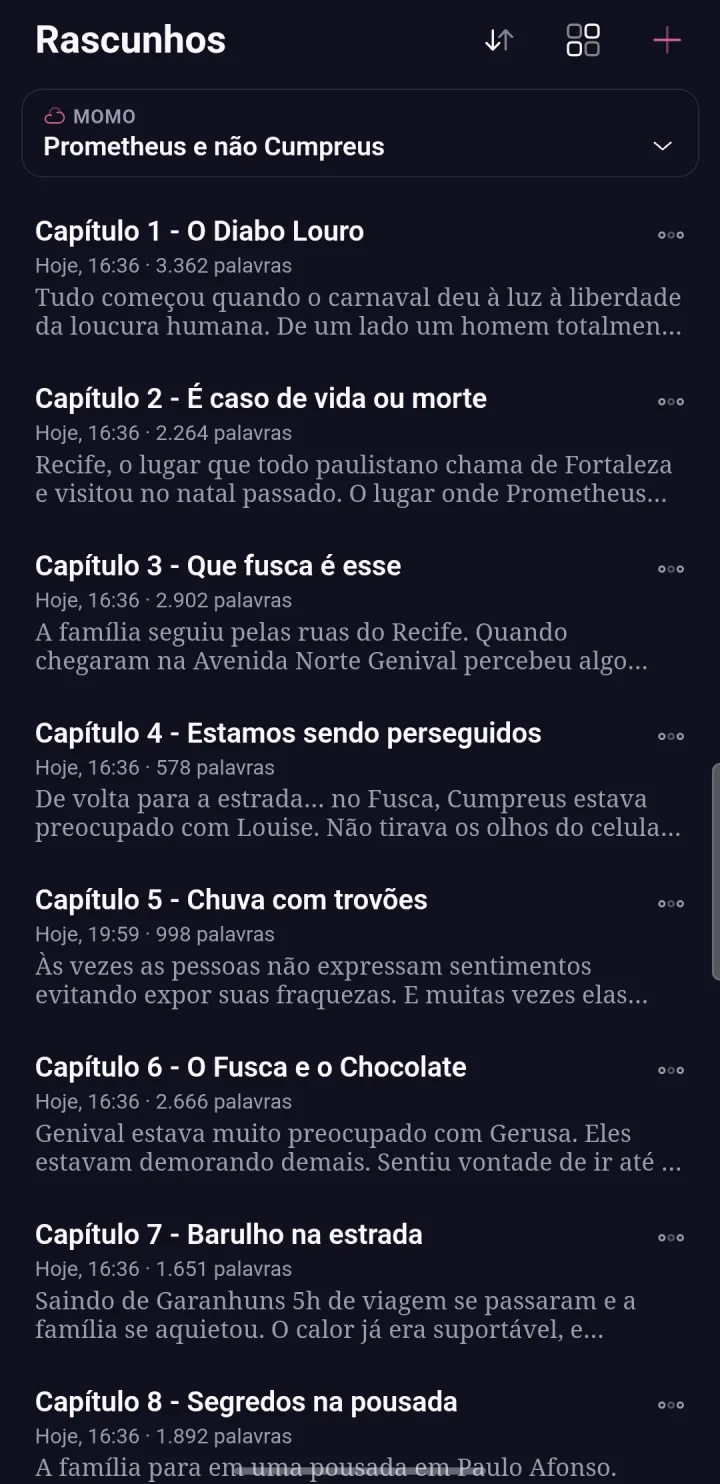 Rascunhos
MOMO
Prometheus e não Cumpreus
Capítulo 1 - O Diabo Louro
Hoje, 16:36 · 3.362 palavras
Tudo começou quando o carnaval deu à luz à liberdade
da loucura humana. De um lado um homem totalmen...
Capítulo 2 - É caso de vida ou morte
Hoje, 16:36 · 2.264 palavras
Recife, o lugar que todo paulistano chama de Fortaleza
e visitou no natal passado. O lugar onde Prometheus...
Capítulo 3 - Que fusca é esse
Hoje, 16:36 · 2.902 palavras
A família seguiu pelas ruas do Recife. Quando
chegaram na Avenida Norte Genival percebeu algo...
Capítulo 4 - Estamos sendo perseguidos
Hoje, 16:36 · 578 palavras
De volta para a estrada... no Fusca, Cumpreus estava
preocupado com Louise. Não tirava os olhos do celula...
Capítulo 5 - Chuva com trovões
Hoje, 19:59 · 998 palavras
Às vezes as pessoas não expressam sentimentos
evitando expor suas fraquezas. E muitas vezes elas...
Capítulo 6 - O Fusca e o Chocolate
Hoje, 16:36 · 2.666 palavras
Genival estava muito preocupado com Gerusa. Eles
estavam demorando demais. Sentiu vontade de ir até ...
Capítulo 7 - Barulho na estrada
Hoje, 16:36 · 1.651 palavras
Saindo de Garanhuns 5h de viagem se passaram e a
família se aquietou. O calor já era suportável, e...
Capítulo 8 - Segredos na pousada
Hoje, 16:36 · 1.892 palavras
A família para em uma pousada em Paulo Afonso.